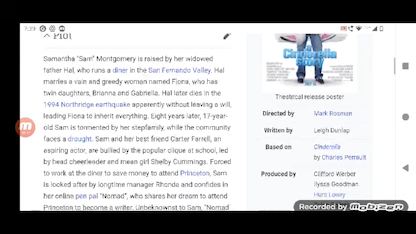 7:29
Plot
Samantha "Sam" Montgomery is raised by her widowed
father Hal, who runs a diner in the San Fernando Valley. Hal
marries a vain and greedy woman named Fiona, who has
twin daughters, Brianna and Gabriella. Hal later dies in the
1994 Northridge earthquake apparently without leaving a will,
leading Fiona to inherit everything. Eight years later, 17-year-
old Sam is tormented by her stepfamily, while the community
faces a drought. Sam and her best friend Carter Farrell, an
aspiring actor, are bullied by the popular clique at school, led
by head cheerleader and mean girl Shelby Cummings. Forced
to work at the diner to save money to attend Princeton, Sam
is looked after by longtime manager Rhonda and confides in
her online pen pal "Nomad", who shares her dream to attend
Princeton to become a writer. Unbeknownst to Sam, "Nomad"
Cinderella
Story
Theatrical release poster
Directed by Mark Rosman
Written by Leigh Dunlap
Based on Cinderella
by Charles Perrault
Produced by Clifford Werber
Ilyssa Goodman
Hunt Lowry
Recorded by Mobizen